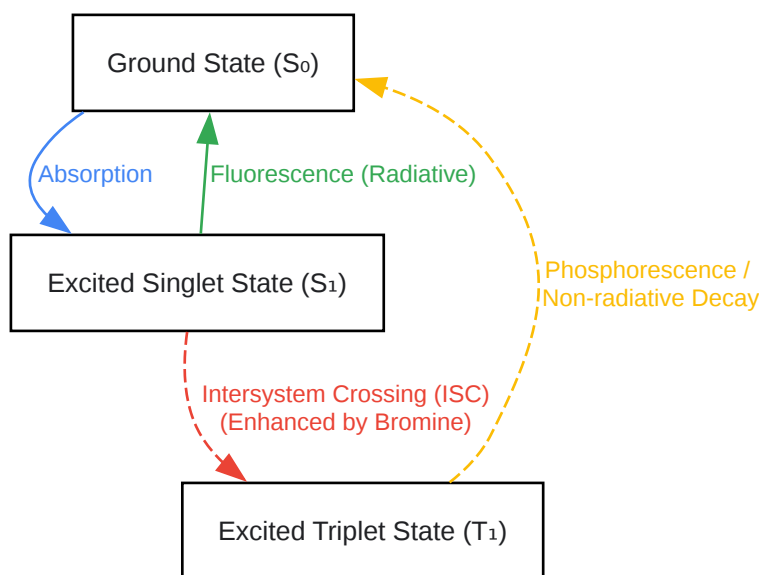 Ground State (S₀)
Absorption
Fluorescence (Radiative)
Excited Singlet State (S₁)
Phosphorescence /
Non-radiative Decay
Intersystem Crossing (ISC)
(Enhanced by Bromine)
Excited Triplet State (T₁)